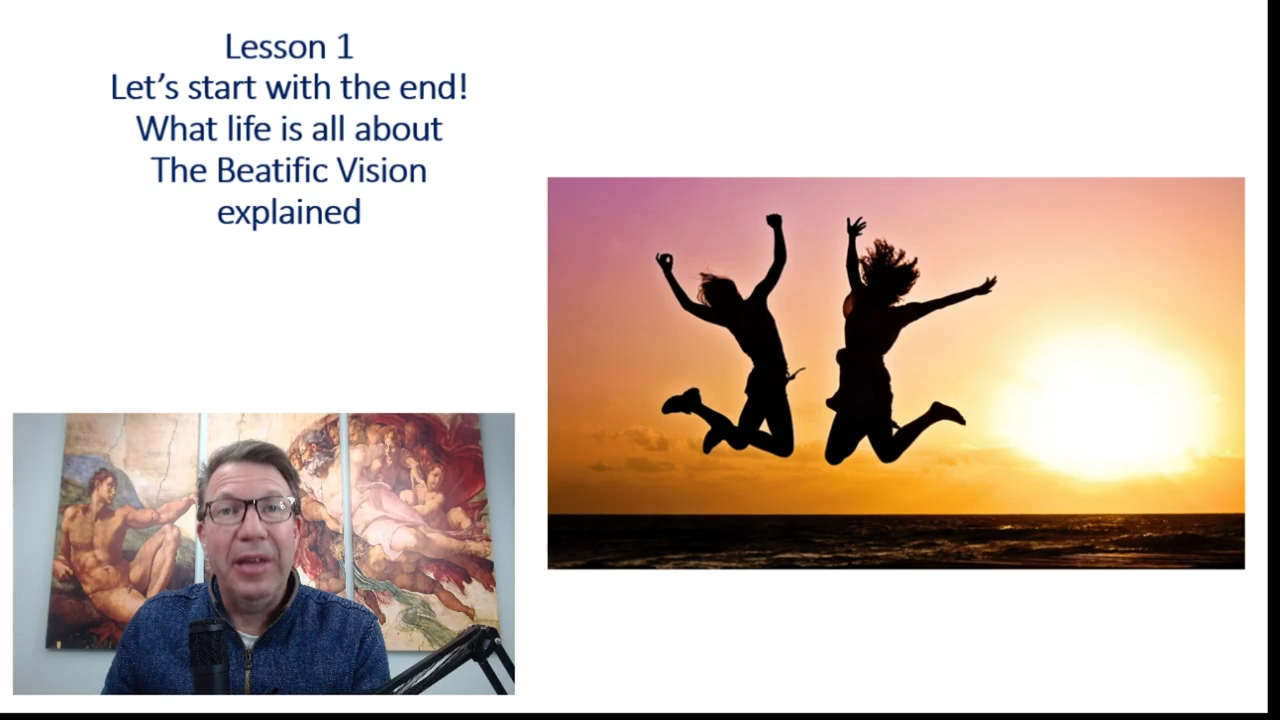 Lesson 1
Let’s start with the end!
What life is all about
The Beatific Vision
explained